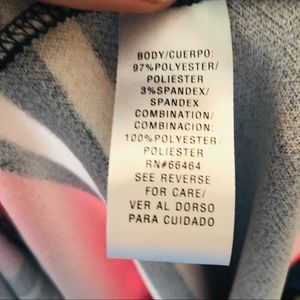 BODY/CUERPO:
97%POLYESTER/
POLIESTER
3%SPANDEX/
SPANDEX
COMBINATION/
COMBINACION:
100%POLYESTER/
POLIESTER
RN#66464
SEE REVERSE
FOR CARE/
VER AL DORSO
PARA CUIDADO